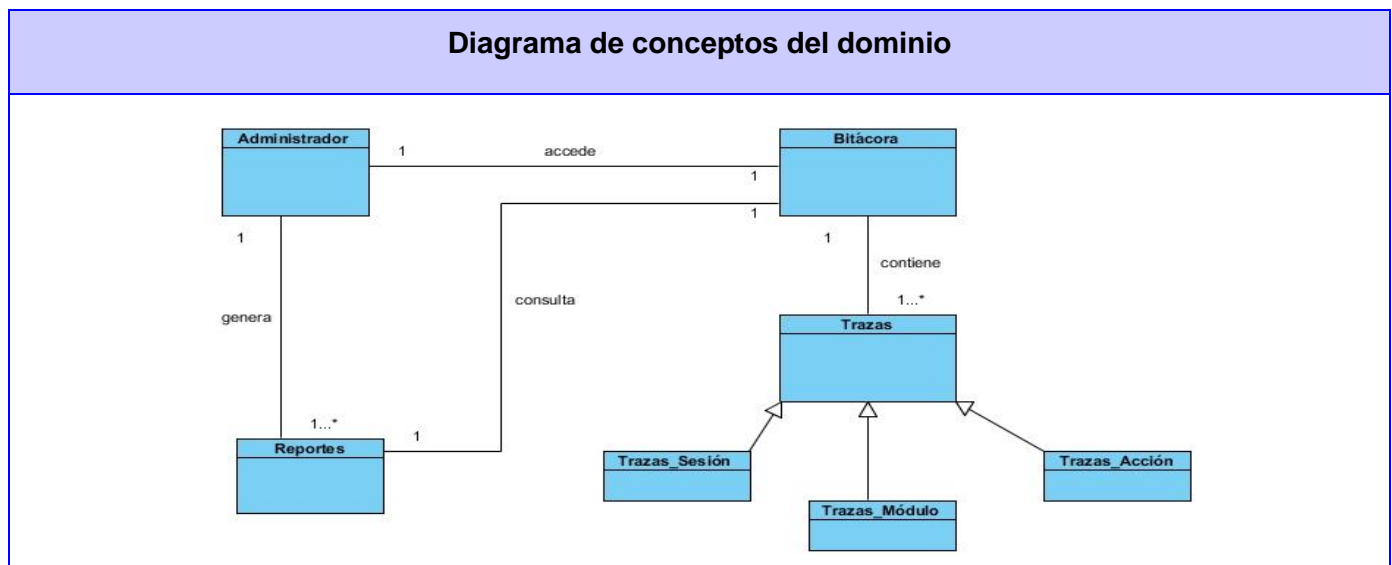 Diagrama de conceptos del dominio
Administrador
Bitácora
1
accede
1
1
1
1
contiene
consulta
1...*
genera
Trazas
1...*
1
Reportes
Trazas_Sesión
Trazas_Acción
Trazas_Módulo